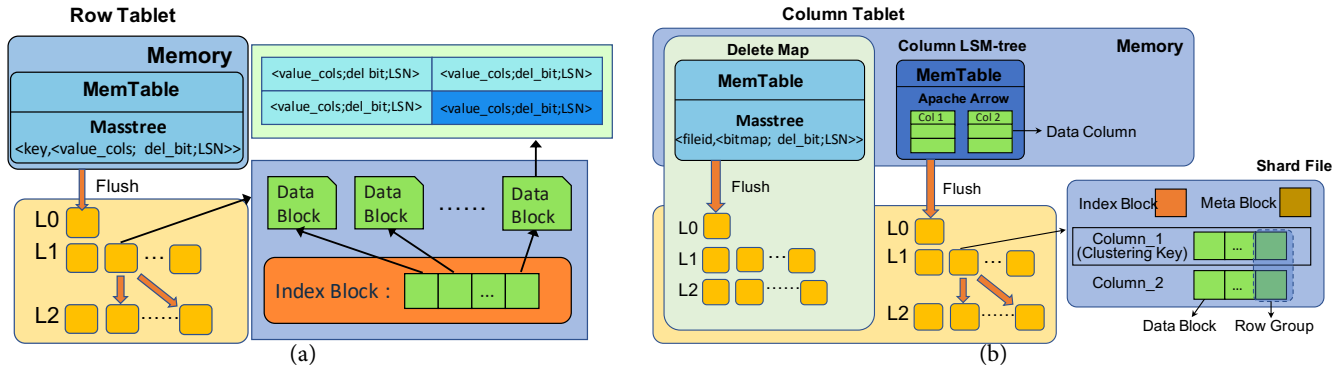 Row Tablet
Memory
MemTable
Masstree
<key,<value_cols; del_bit;LSN>>
Flush
L0
L1
...
L2
......
<value_cols;del bit;LSN>
<value_cols;del_bit;LSN>
<value_cols;del_bit;LSN>
<value_cols;del_bit;LSN>
Data Block
Data Block
......
Data Block
Index Block :
...
(a)
Column Tablet
Memory
Delete Map
MemTable
Masstree
<fileid,<bitmap; del_bit;LSN>>
Flush
L0
L1
...
L2
......
Column LSM-tree
MemTable
Apache Arrow
Col 1
Col 2
Data Column
Flush
L0
L1
...
L2
......
Shard File
Index Block
Meta Block
Column_1
(Clustering Key)
...
Column_2
...
Data Block
Row Group
(b)